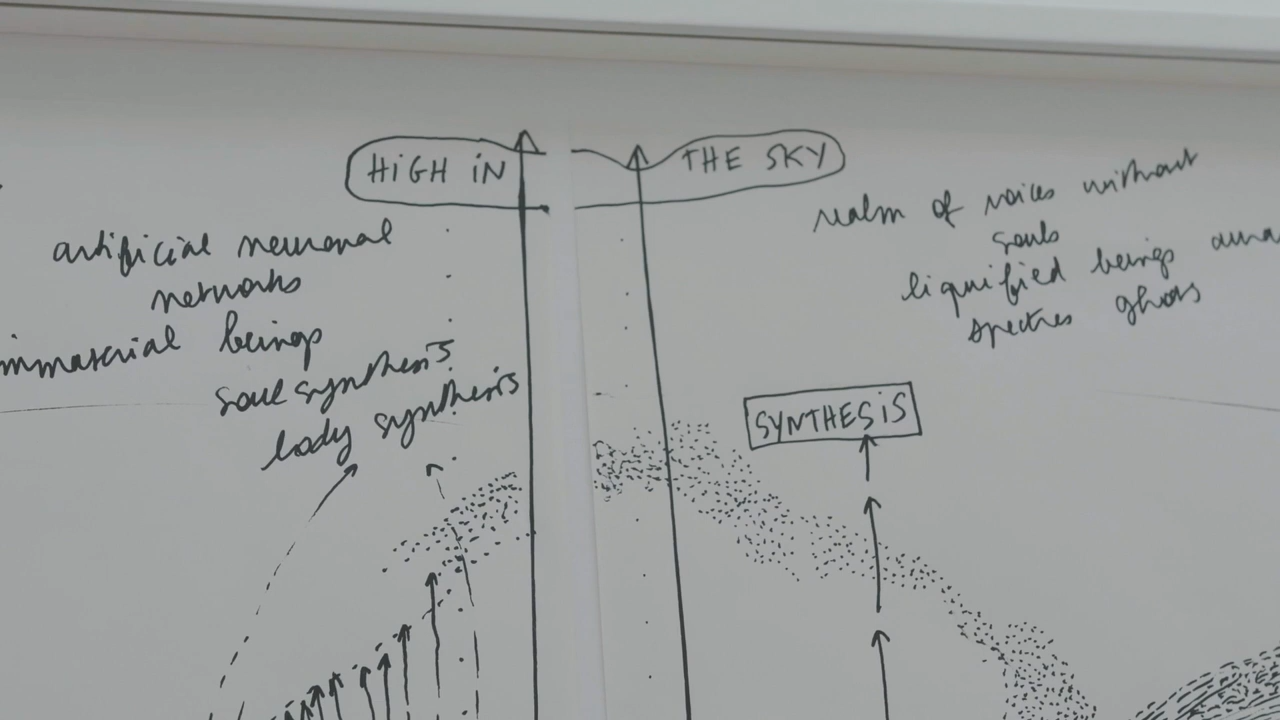 HiGH iN THE SKY
artificial neuronal
networks
immaterial beings
soul synthesis
body synthesis
realm of voices without
souls
liquified beings
spectres ghosts
SYNTHESiS